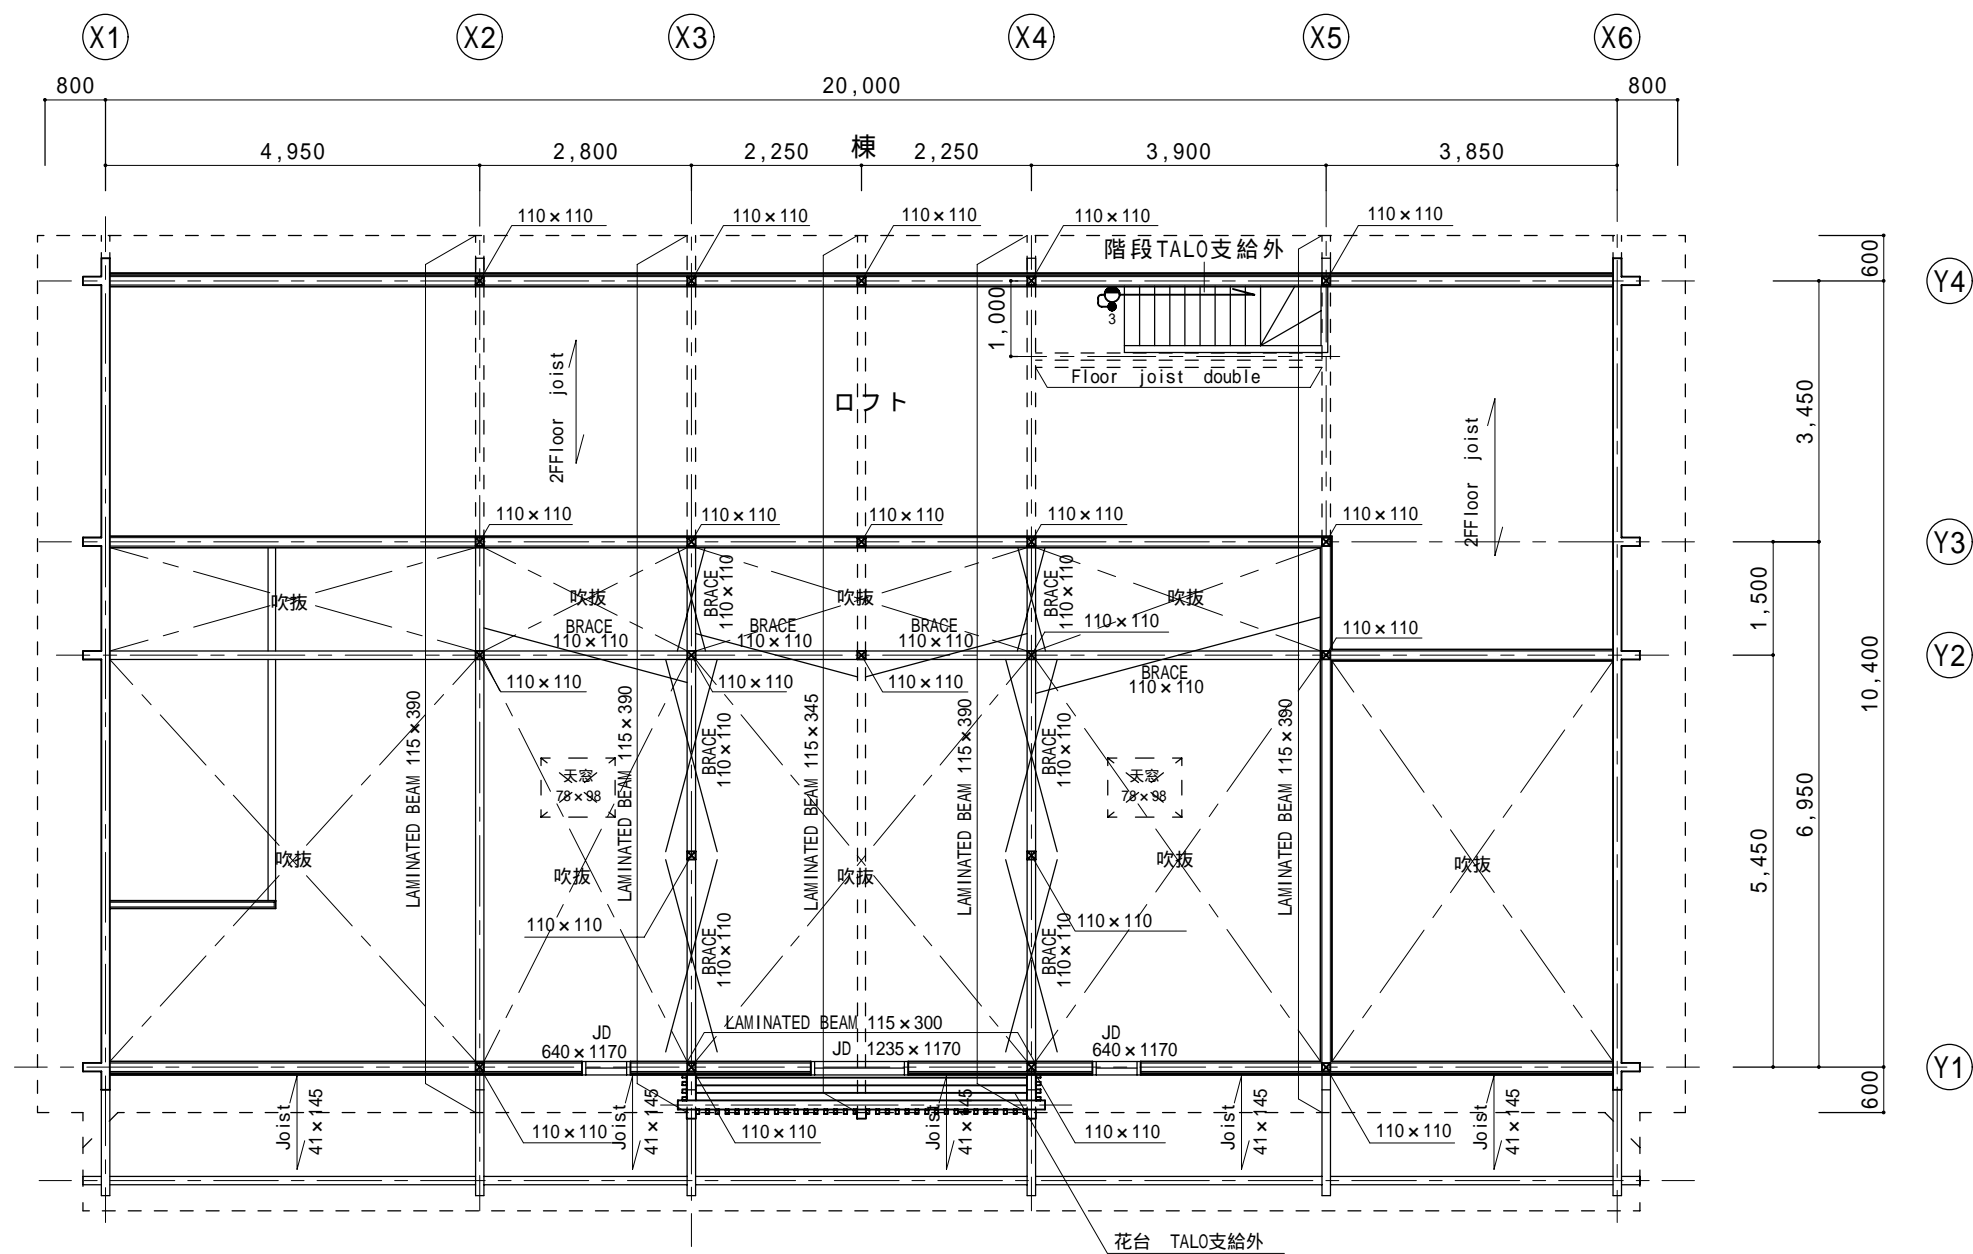 X1 X2 X3 X4 X5 X6
800 20,000 800
4,950 2,800 2,250 棟 2,250 3,900 3,850
110×110 110×110 110×110 110×110 110×110
階段TALO支給外
600
Y4
1,000
3
Floor joist double
2FFloor joist
ロフト
2FFloor joist
3,450
110×110 110×110 110×110 110×110 110×110
Y3
吹抜 吹抜 吹抜 吹抜
BRACE 110×110
BRACE 110×110
1,500
BRACE
110×110
BRACE
110×110
BRACE
110×110
110×110
110×110
Y2
10,400
110×110 110×110 110×110
BRACE
110×110
LAMINATED BEAM 115×390
LAMINATED BEAM 115×390
LAMINATED BEAM 115×345
LAMINATED BEAM 115×390
LAMINATED BEAM 115×390
BRACE 110×110
BRACE 110×110
天窓
78×98
天窓
78×98
6,950
5,450
吹抜 吹抜 吹抜 吹抜 吹抜
110×110 110×110
BRACE 110×110
BRACE 110×110
LAMINATED BEAM 115×300
JD
640×1170
JD 1235×1170
JD
640×1170
Y1
600
Joist
41×145
Joist
41×145
Joist
41×145
Joist
41×145
Joist
41×145
110×110 110×110 110×110 110×110
花台 TALO支給外